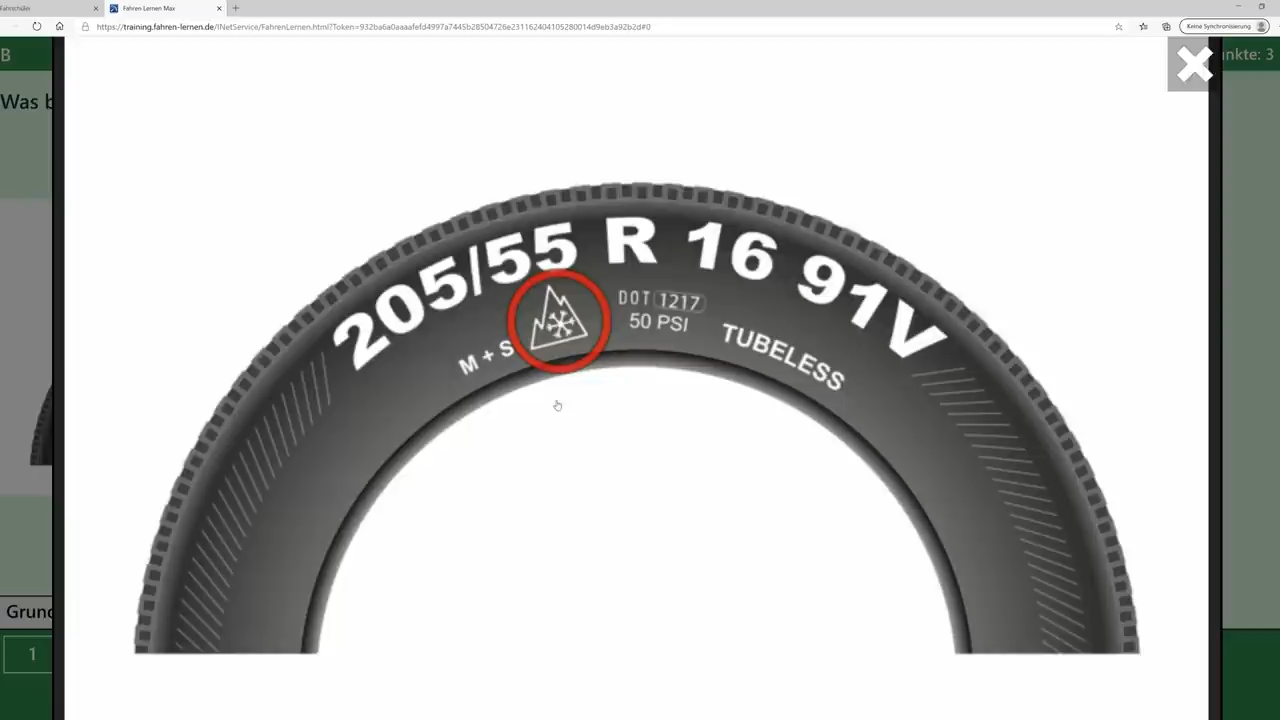 Fahrschüler
Fahren-Lernen Max
https://training.fahren-lernen.de/INetService/FahrenLernen.html?Token=932ba6a0aaaafefd4997a7445b28504726e231162404105280014d9eb3a92b2d#0
Keine Synchronisierung
B
nkte: 3
Was b
205/55 R 16 91V
M + S
DOT 1217
50 PSI
TUBELESS
Grund
1